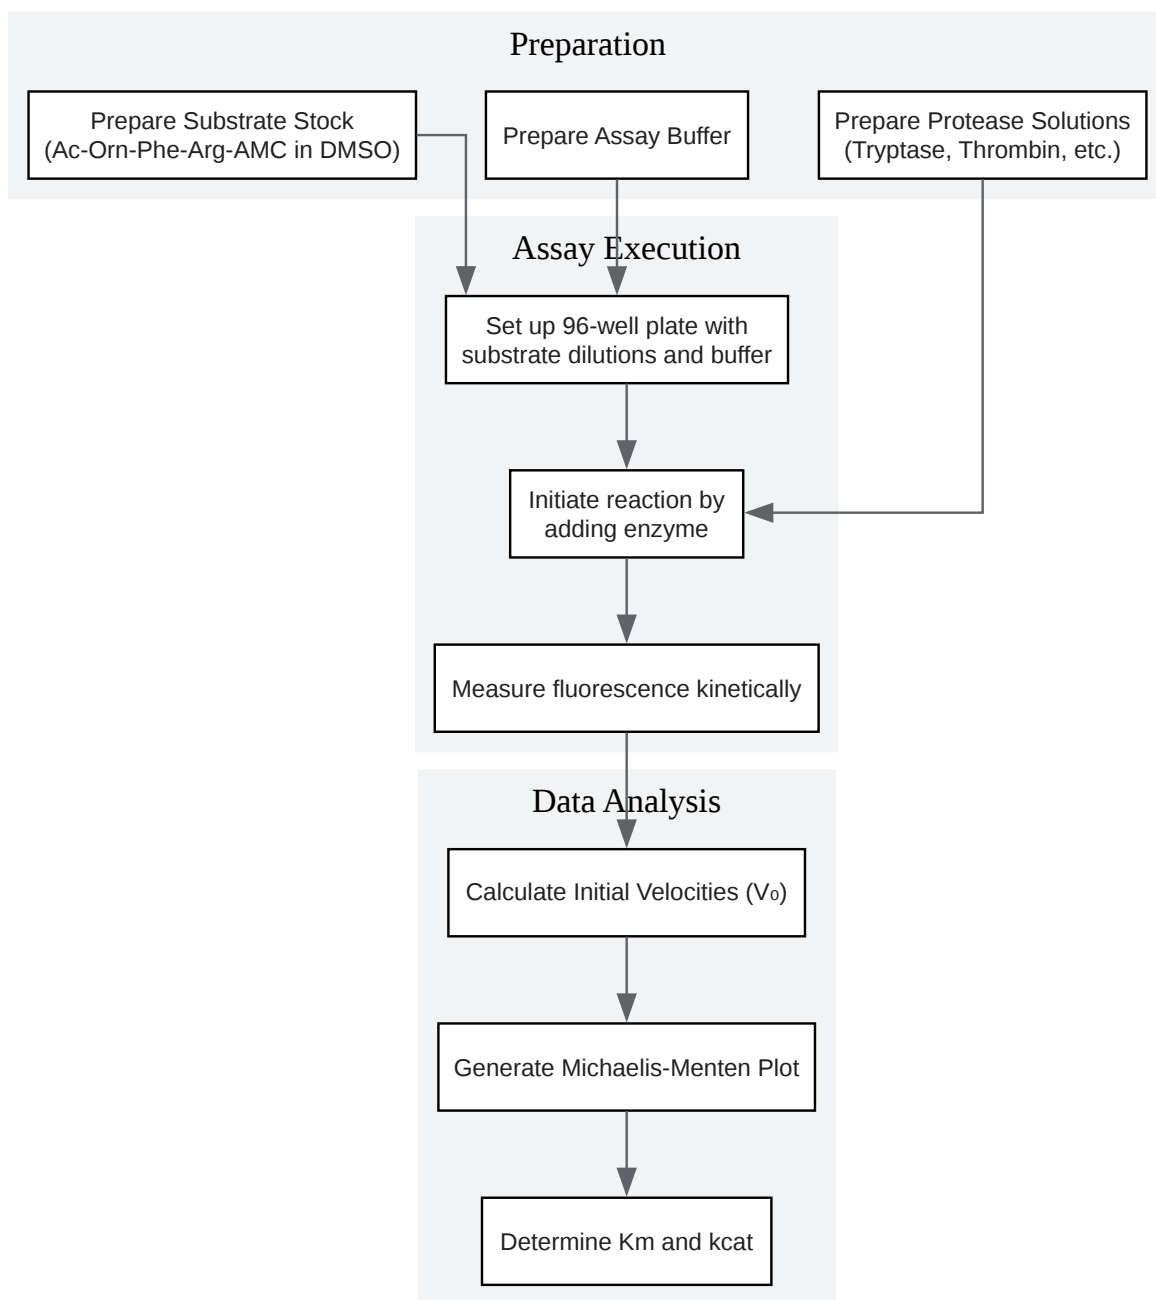 Preparation
Prepare Substrate Stock
(Ac-Orn-Phe-Arg-AMC in DMSO)
Prepare Assay Buffer
Prepare Protease Solutions
(Tryptase, Thrombin, etc.)
Assay Execution
Set up 96-well plate with
substrate dilutions and buffer
Initiate reaction by
adding enzyme
Measure fluorescence kinetically
Data Analysis
Calculate Initial Velocities (V₀)
Generate Michaelis-Menten Plot
Determine Km and kcat